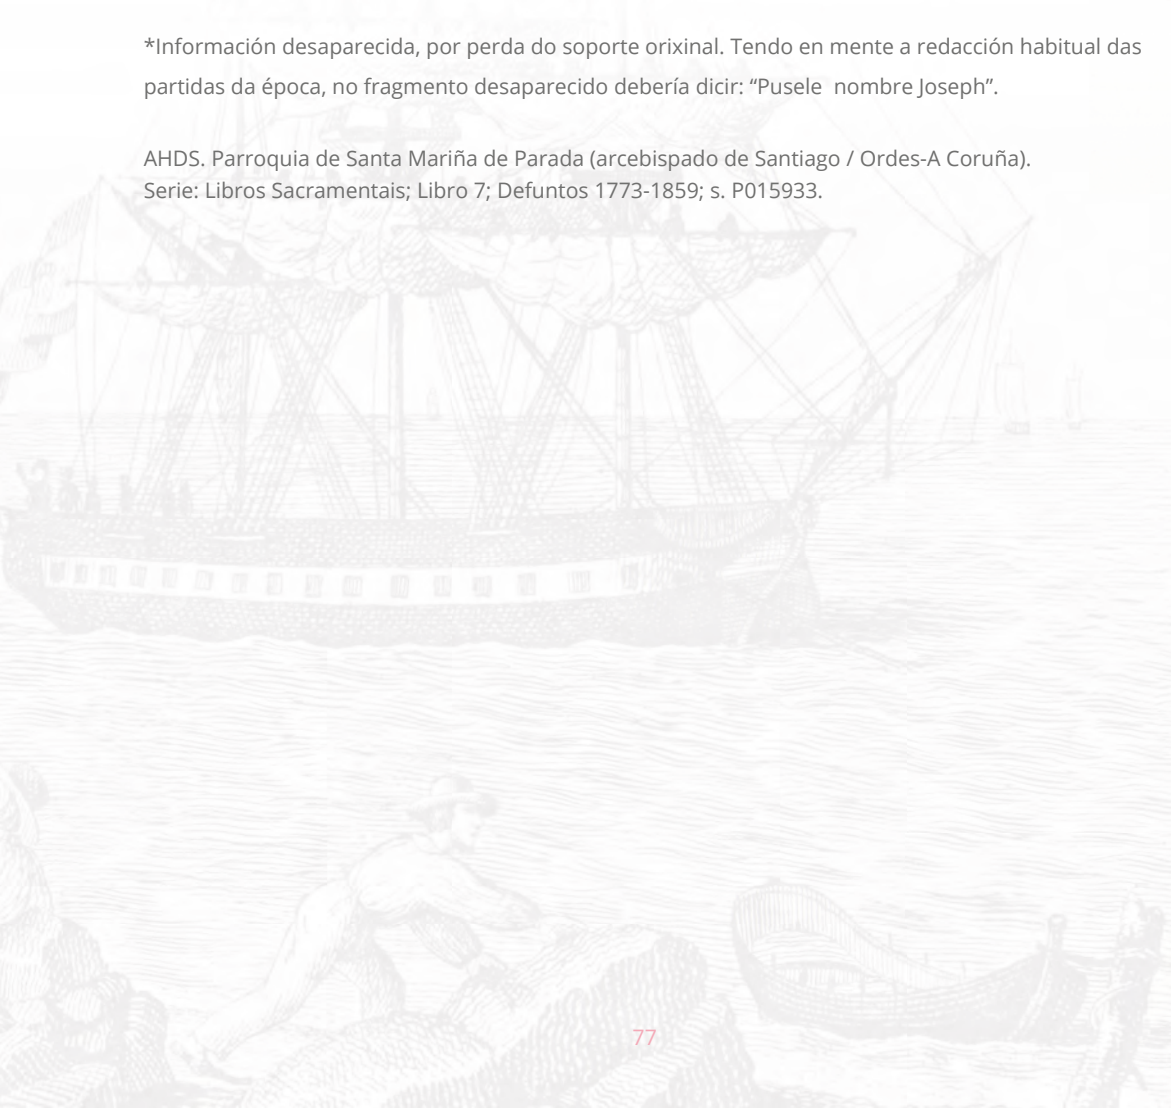 *Información desaparecida, por perda do soporte orixinal. Tendo en mente a redacción habitual das
partidas da época, no fragmento desaparecido debería dicir: “Pusele  nombre Joseph”.
AHDS. Parroquia de Santa Mariña de Parada (arcebispado de Santiago / Ordes-A Coruña).
Serie: Libros Sacramentais; Libro 7; Defuntos 1773-1859; s. P015933.
77